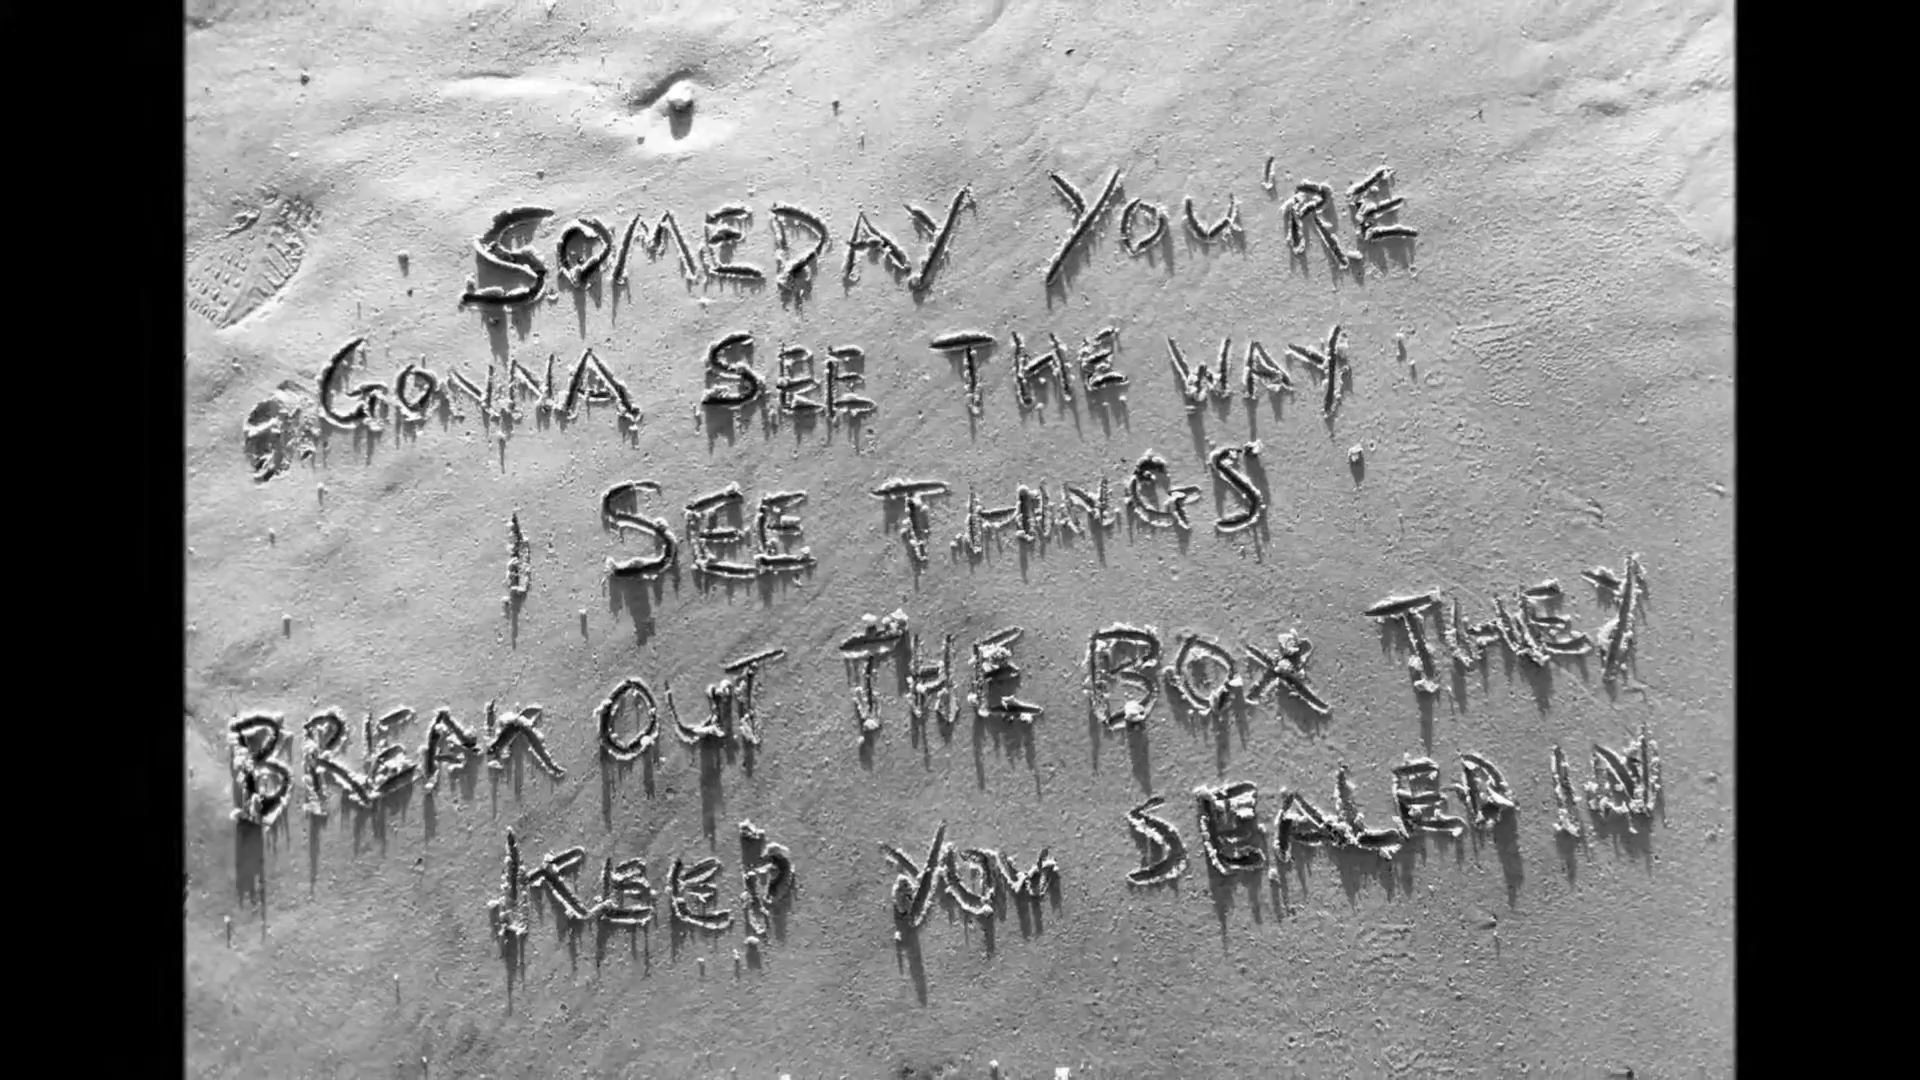 SOMEDAY YOU'RE
GONNA SEE THE WAY
I SEE THINGS
BREAK OUT THE BOX THEY
KEEP YOU SEALED IN